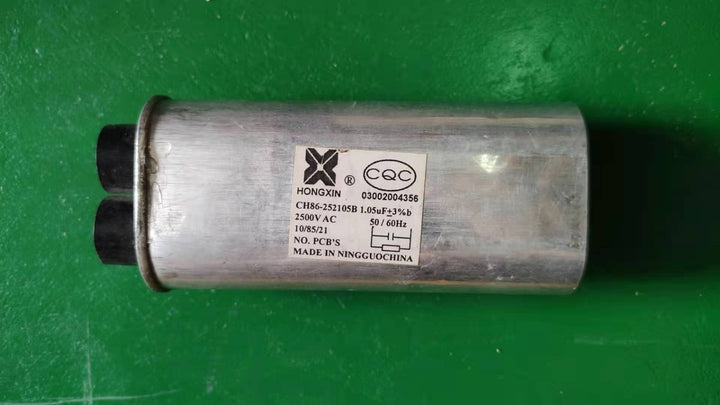 HONGXIN ®
CQC
03002004356
CH86-252105B 1.05uF±3%b
2500V AC 50 / 60Hz
10/85/21
NO. PCB'S
MADE IN NINGGUOCHINA